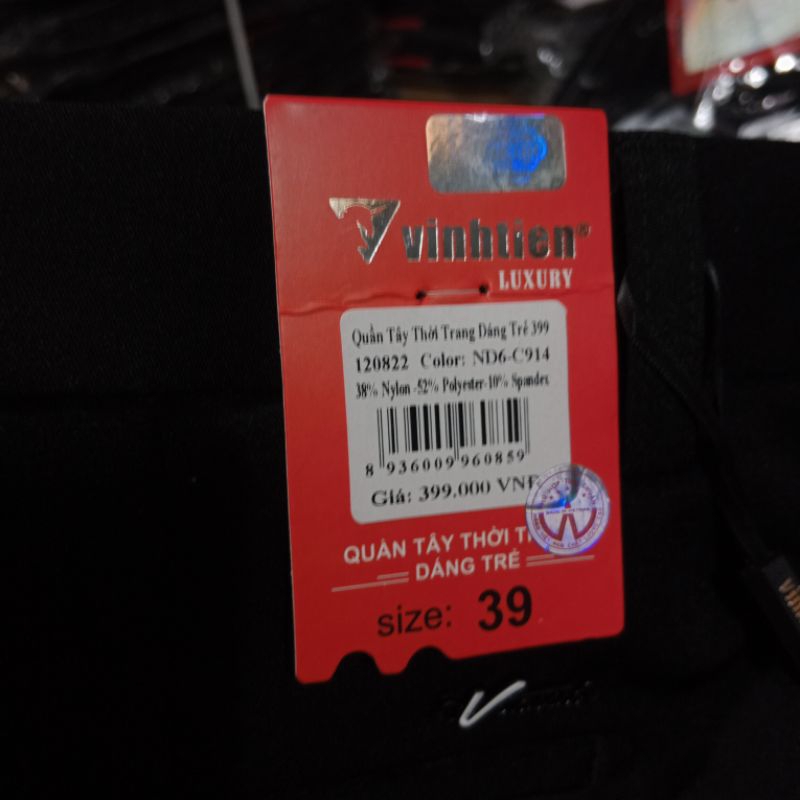 vinhtien®
LUXURY
Quần Tây Thời Trang Dáng Trẻ 399
120822 Color: ND6-C914
38% Nylon -52% Polyester-10% Spandex
8 936009 960859
Giá: 399.000 VNĐ
QUẦN TÂY THỜI
DÁNG TRẺ
size: 39